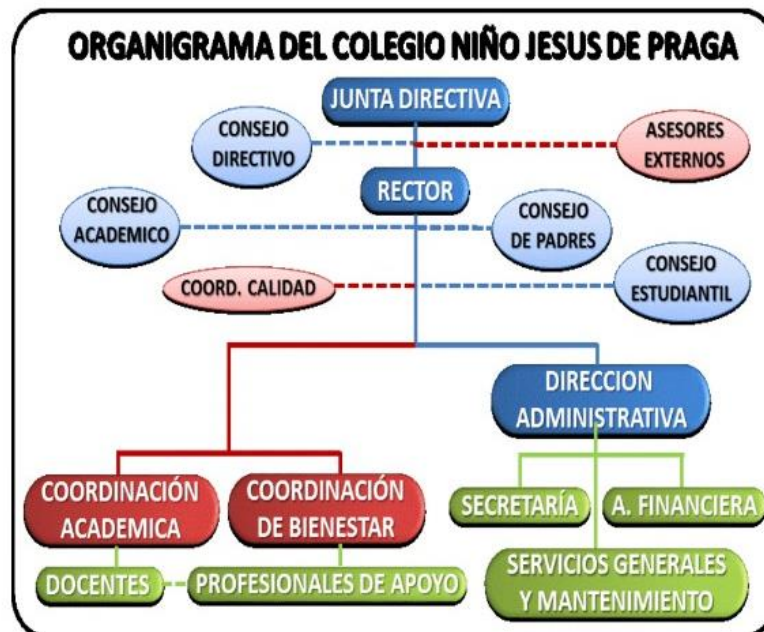 ORGANIGRAMA DEL COLEGIO NIÑO JESUS DE PRAGA
JUNTA DIRECTIVA
CONSEJO
DIRECTIVO
ASESORES
EXTERNOS
RECTOR
CONSEJO
ACADEMICO
CONSEJO
DE PADRES
COORD. CALIDAD
CONSEJO
ESTUDIANTIL
DIRECCION
ADMINISTRATIVA
COORDINACIÓN
ACADEMICA
COORDINACIÓN
DE BIENESTAR
SECRETARÍA
A. FINANCIERA
DOCENTES
PROFESIONALES DE APOYO
SERVICIOS GENERALES
Y MANTENIMIENTO